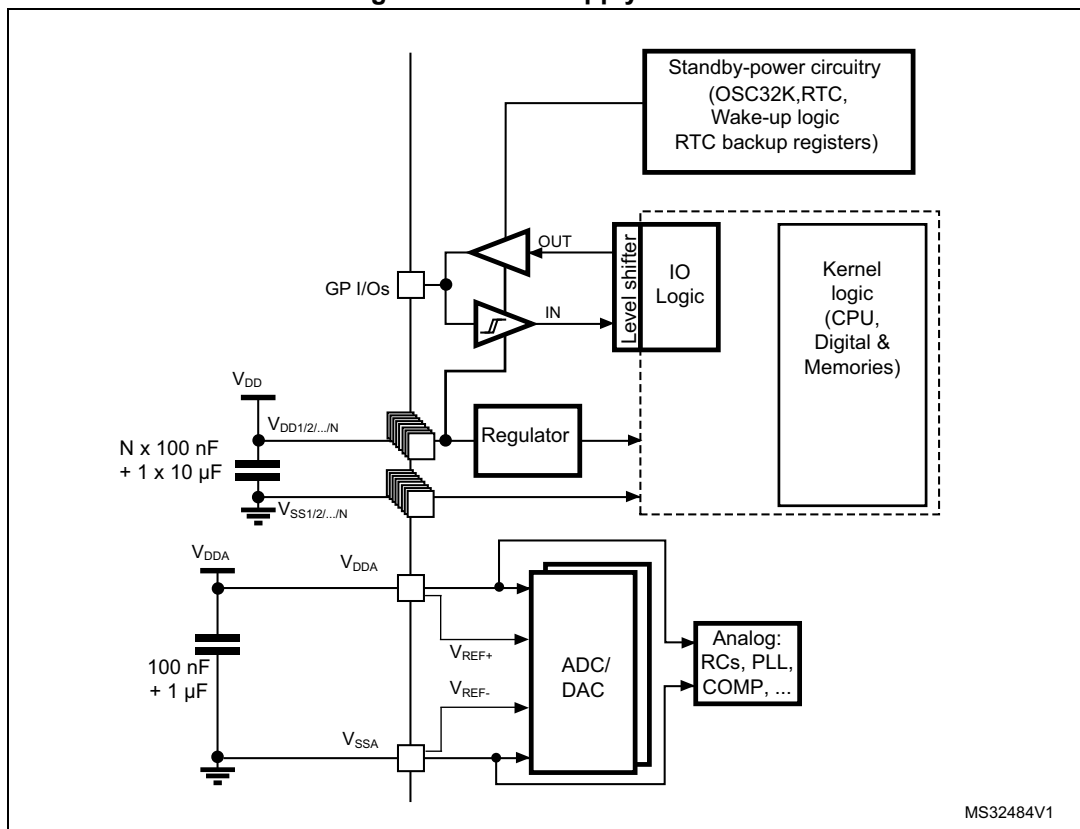 Standby-power circuitry
(OSC32K,RTC,
Wake-up logic
RTC backup registers)
OUT
Level shifter
IO
Logic
Kernel
logic
(CPU,
Digital &
Memories)
GP I/Os
IN
VDD
VDD1/2/.../N
Regulator
N x 100 nF
+ 1 x 10 µF
VSS1/2/.../N
VDDA
VDDA
VREF+
ADC/
DAC
Analog:
RCs, PLL,
COMP, ...
100 nF
+ 1 µF
VREF-
VSSA
MS32484V1